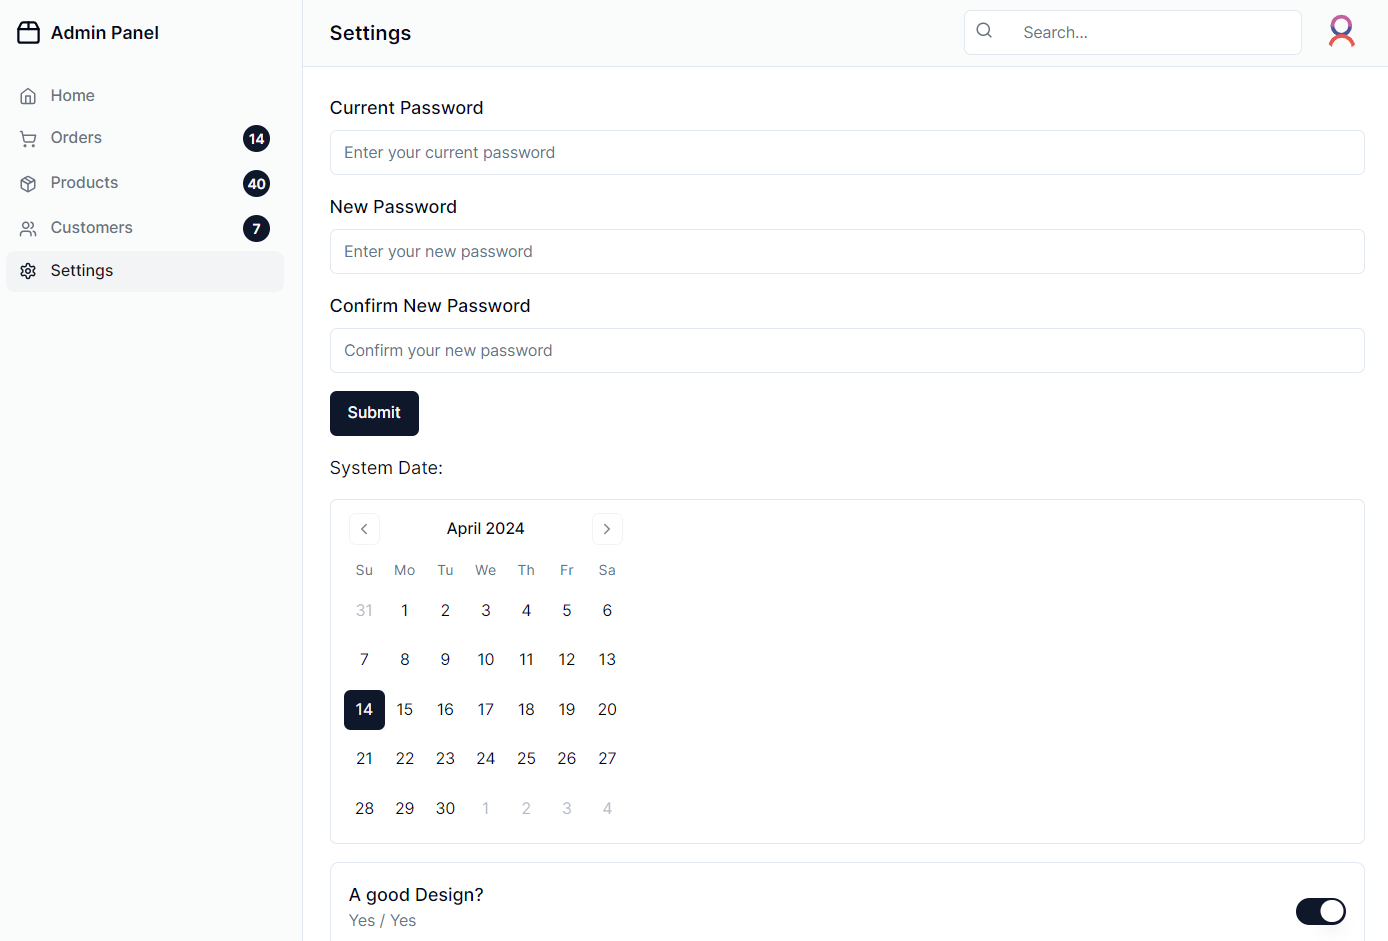 Admin Panel
Home
Orders 14
Products 40
Customers 7
Settings
Settings
Search...
Current Password
Enter your current password
New Password
Enter your new password
Confirm New Password
Confirm your new password
Submit
System Date:
April 2024
Su Mo Tu We Th Fr Sa
31 1 2 3 4 5 6
7 8 9 10 11 12 13
14 15 16 17 18 19 20
21 22 23 24 25 26 27
28 29 30 1 2 3 4
A good Design?
Yes / Yes